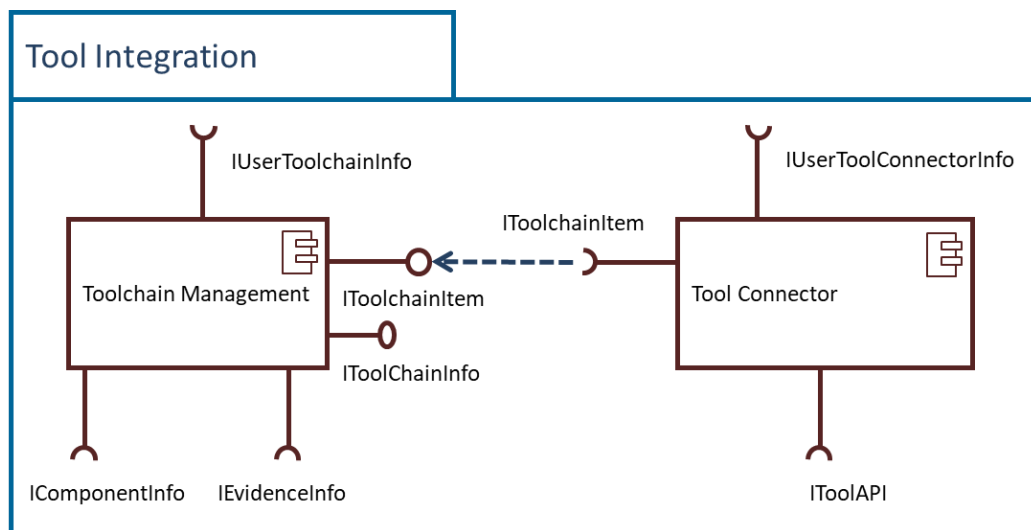 Tool Integration
IUserToolchainInfo
IUserToolConnectorInfo
IToolchainItem
Toolchain Management
IToolchainItem
Tool Connector
IToolChainInfo
IComponentInfo
IEvidenceInfo
IToolAPI